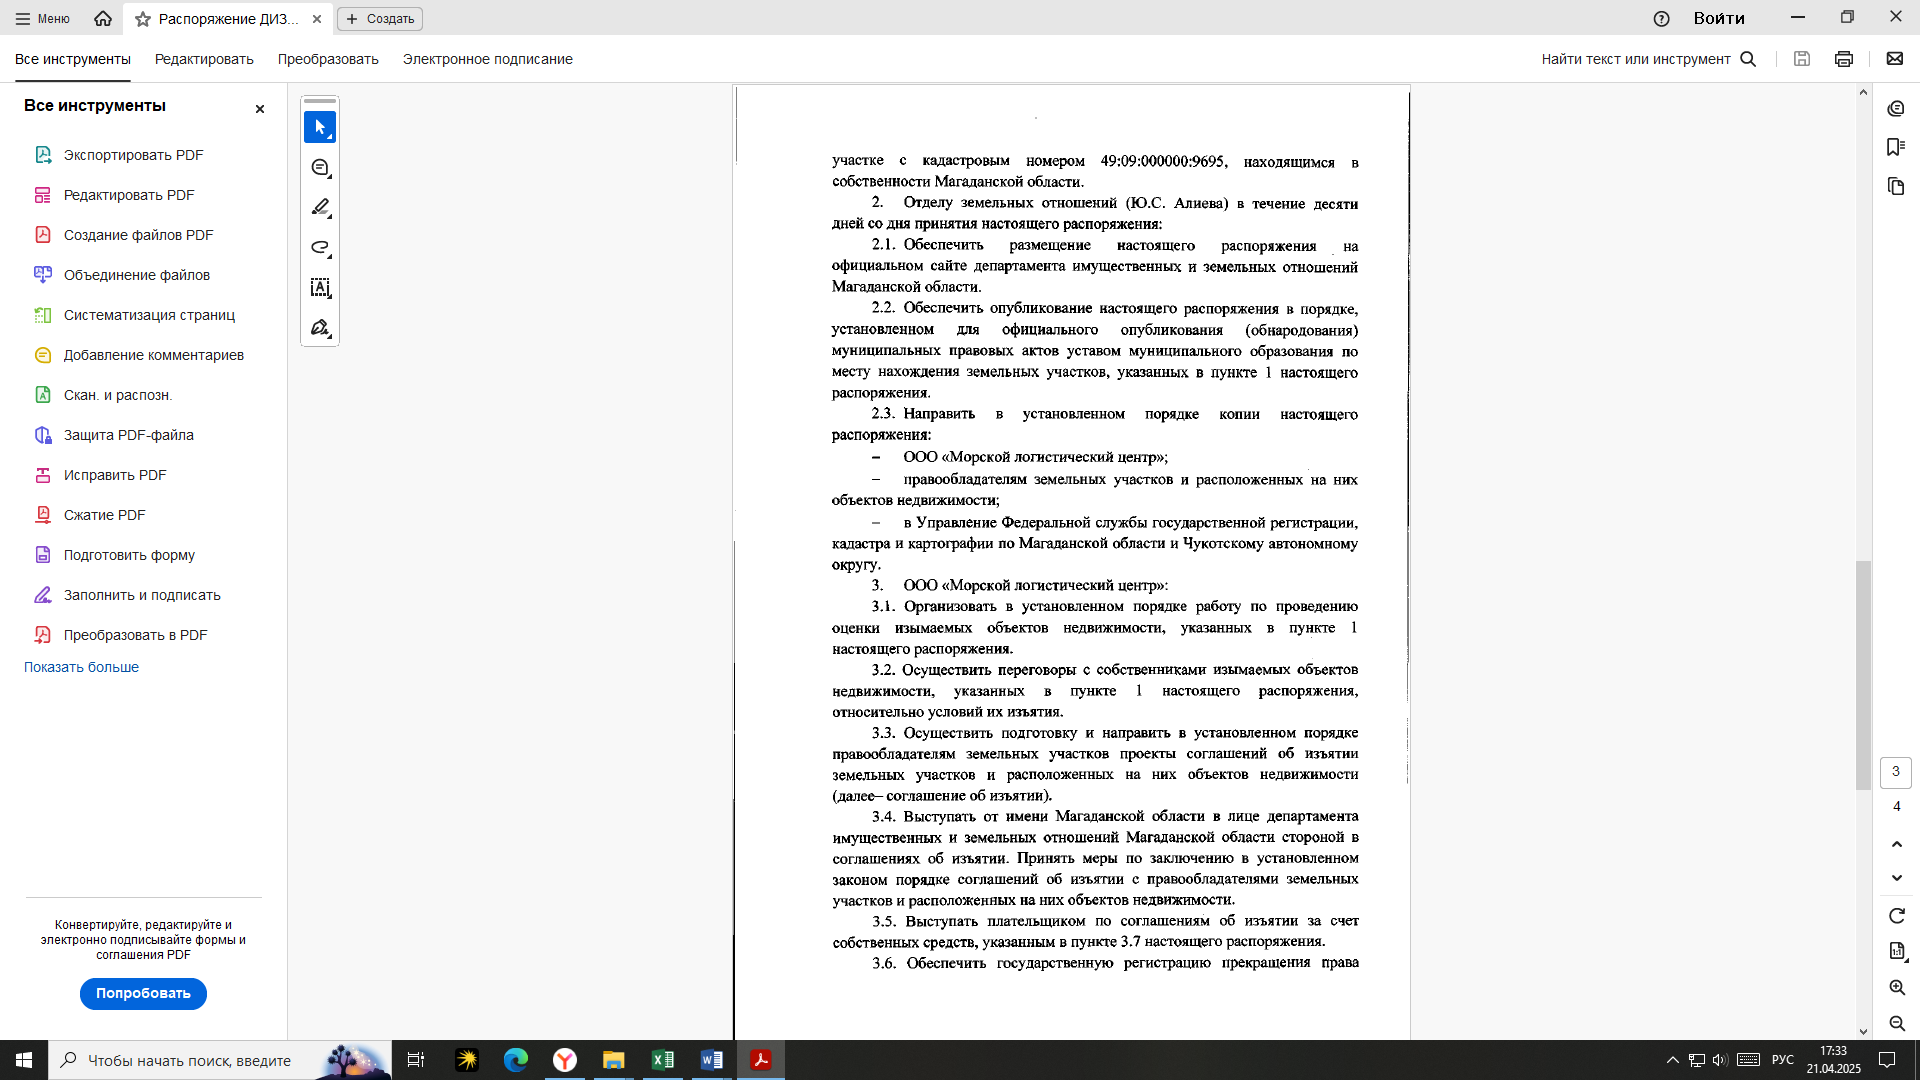 Меню
Распоряжение ДИЗ...
Создать
Войти
Все инструменты
Редактировать
Преобразовать
Электронное подписание
Найти текст или инструмент
Все инструменты
Экспортировать PDF
Редактировать PDF
Создание файлов PDF
Объединение файлов
Систематизация страниц
Добавление комментариев
Скан. и распозн.
Защита PDF-файла
Исправить PDF
Сжатие PDF
Подготовить форму
Заполнить и подписать
Преобразовать в PDF
Показать больше
Конвертируйте, редактируйте и
электронно подписывайте формы и
соглашения PDF
Попробовать
участке с кадастровым номером 49:09:000000:9695, находящимся в
собственности Магаданской области.
2. Отделу земельных отношений (Ю.С. Алиева) в течение десяти
дней со дня принятия настоящего распоряжения:
2.1. Обеспечить размещение настоящего распоряжения на
официальном сайте департамента имущественных и земельных отношений
Магаданской области.
2.2. Обеспечить опубликование настоящего распоряжения в порядке,
установленном для официального опубликования (обнародования)
муниципальных правовых актов уставом муниципального образования по
месту нахождения земельных участков, указанных в пункте 1 настоящего
распоряжения.
2.3. Направить в установленном порядке копии настоящего
распоряжения:
– ООО «Морской логистический центр»;
– правообладателям земельных участков и расположенных на них
объектов недвижимости;
– в Управление Федеральной службы государственной регистрации,
кадастра и картографии по Магаданской области и Чукотскому автономному
округу.
3. ООО «Морской логистический центр»:
3.1. Организовать в установленном порядке работу по проведению
оценки изымаемых объектов недвижимости, указанных в пункте 1
настоящего распоряжения.
3.2. Осуществить переговоры с собственниками изымаемых объектов
недвижимости, указанных в пункте 1 настоящего распоряжения,
относительно условий их изъятия.
3.3. Осуществить подготовку и направить в установленном порядке
правообладателям земельных участков проекты соглашений об изъятии
земельных участков и расположенных на них объектов недвижимости
(далее– соглашение об изъятии).
3.4. Выступать от имени Магаданской области в лице департамента
имущественных и земельных отношений Магаданской области стороной в
соглашениях об изъятии. Принять меры по заключению в установленном
законом порядке соглашений об изъятии с правообладателями земельных
участков и расположенных на них объектов недвижимости.
3.5. Выступать плательщиком по соглашениям об изъятии за счет
собственных средств, указанным в пункте 3.7 настоящего распоряжения.
3.6. Обеспечить государственную регистрацию прекращения права
3
4
Чтобы начать поиск, введите
РУС
17:33
21.04.2025